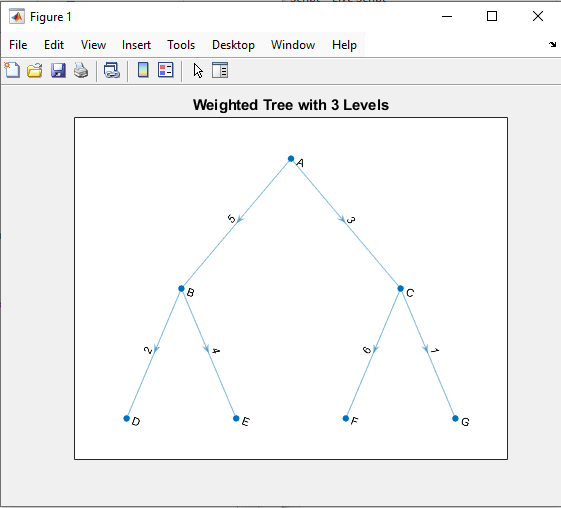 Figure 1
File Edit View Insert Tools Desktop Window Help
Weighted Tree with 3 Levels
A
5 3
B C
2 4 6 1
D E F G